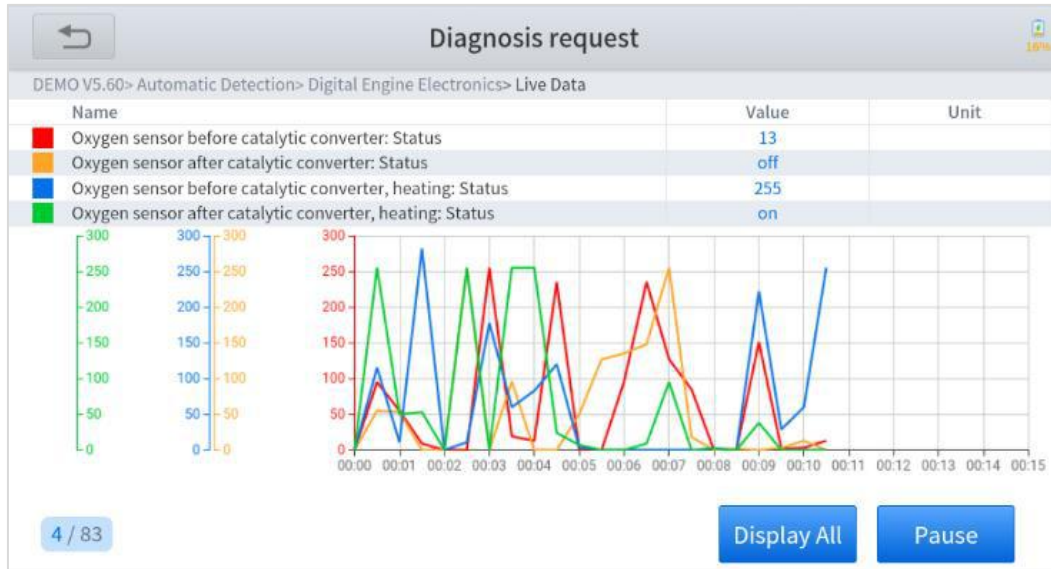 Diagnosis request
18%
DEMO V5.60> Automatic Detection> Digital Engine Electronics> Live Data
Name Value Unit
Oxygen sensor before catalytic converter: Status 13
Oxygen sensor after catalytic converter: Status off
Oxygen sensor before catalytic converter, heating: Status 255
Oxygen sensor after catalytic converter, heating: Status on
300 300 300 300
250 250 250 250
200 200 200 200
150 150 150 150
100 100 100 100
50 50 50 50
0 0 0 0
00:00 00:01 00:02 00:03 00:04 00:05 00:06 00:07 00:08 00:09 00:10 00:11 00:12 00:13 00:14 00:15
4 / 83 Display All Pause